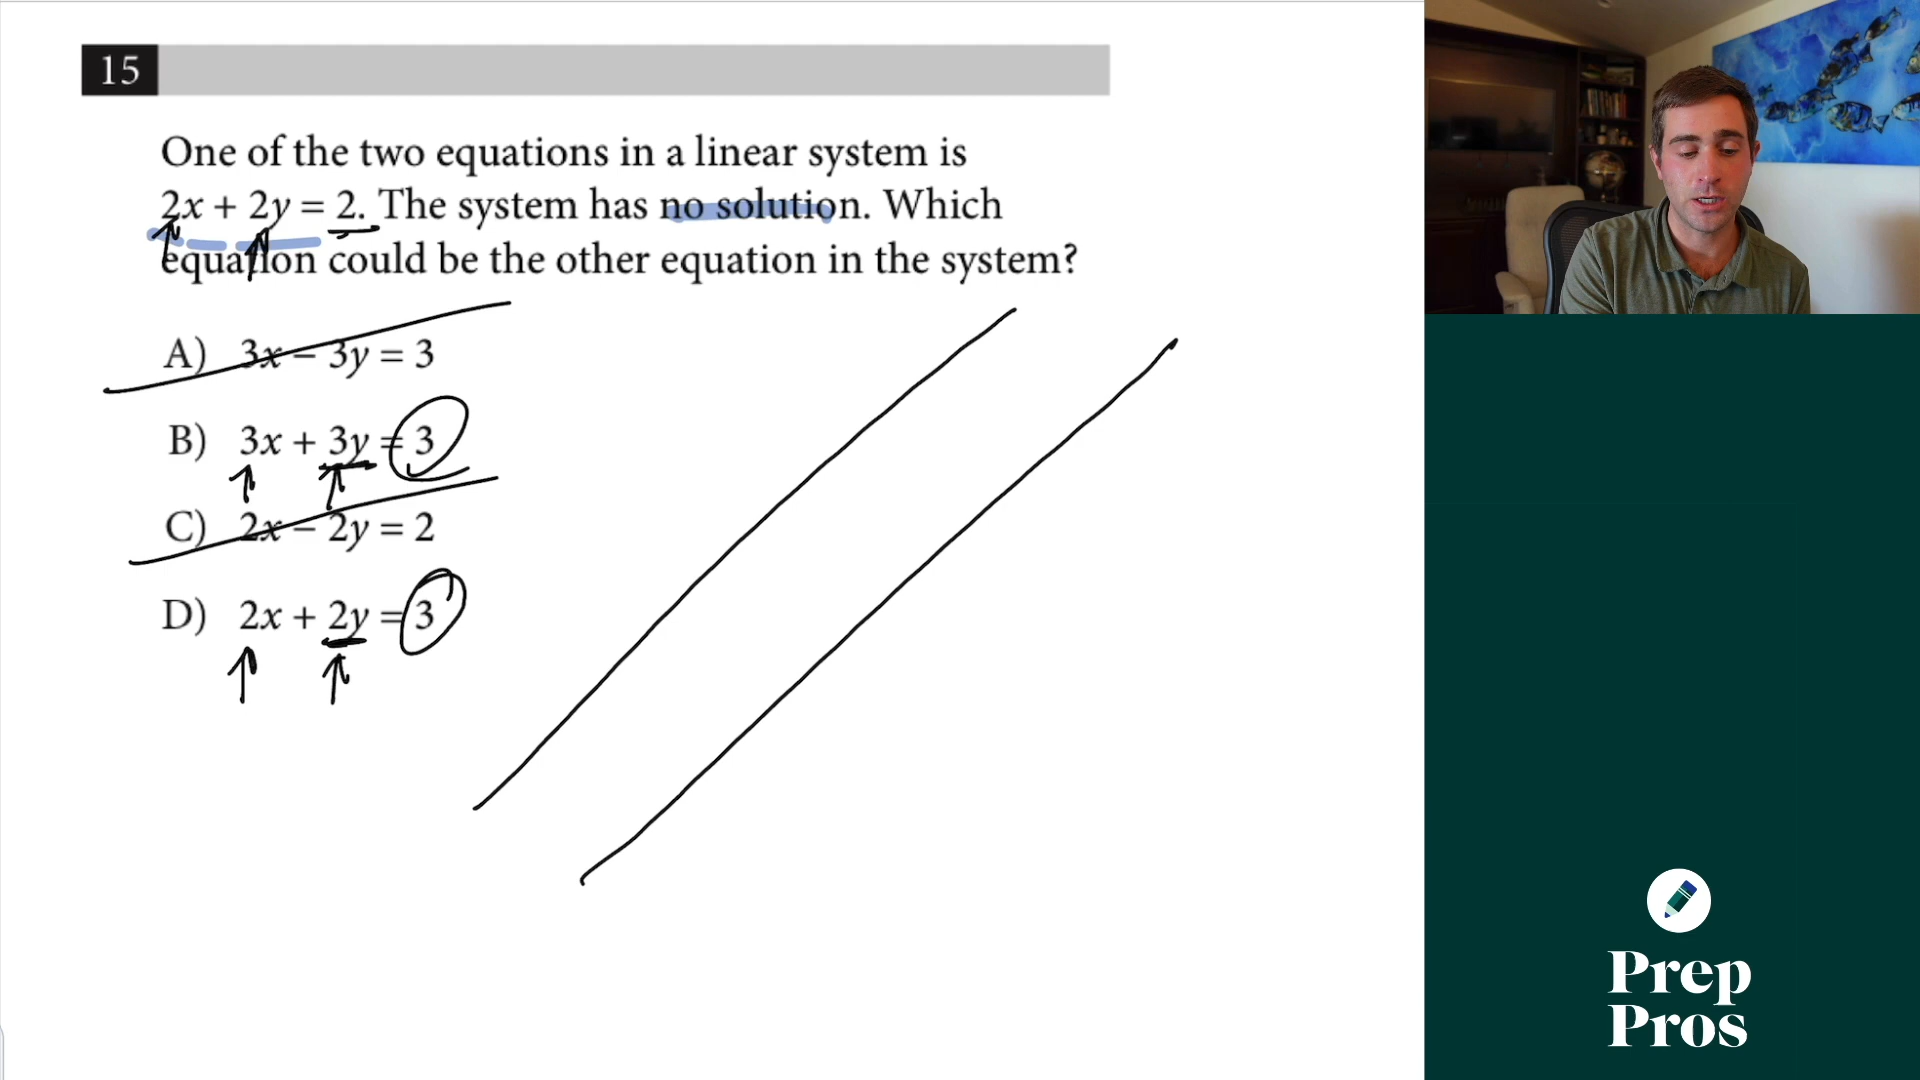 15
One of the two equations in a linear system is
2x + 2y = 2. The system has no solution. Which
equation could be the other equation in the system?
A) 3x − 3y = 3
B) 3x + 3y = 3
C) 2x − 2y = 2
D) 2x + 2y = 3
Prep
Pros